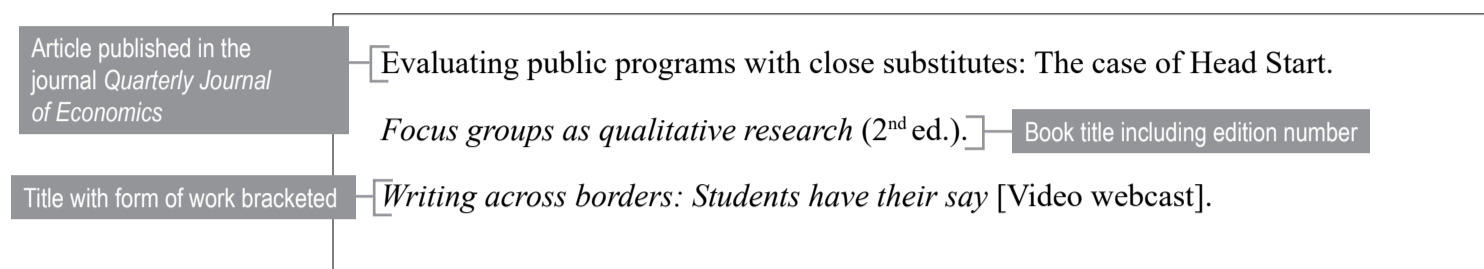 Article published in the
journal Quarterly Journal
of Economics
Evaluating public programs with close substitutes: The case of Head Start.
Focus groups as qualitative research (2nd ed.).
Book title including edition number
Title with form of work bracketed
Writing across borders: Students have their say [Video webcast].